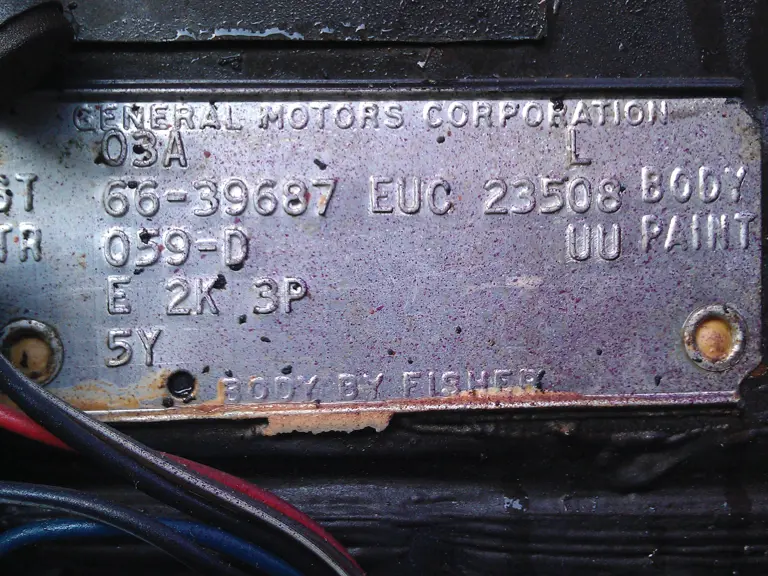 GENERAL MOTORS CORPORATION
03A L
ST 66-39687 EUC 23508 BODY
TR 059-D UU PAINT
E 2K 3P
5Y
BODY BY FISHER